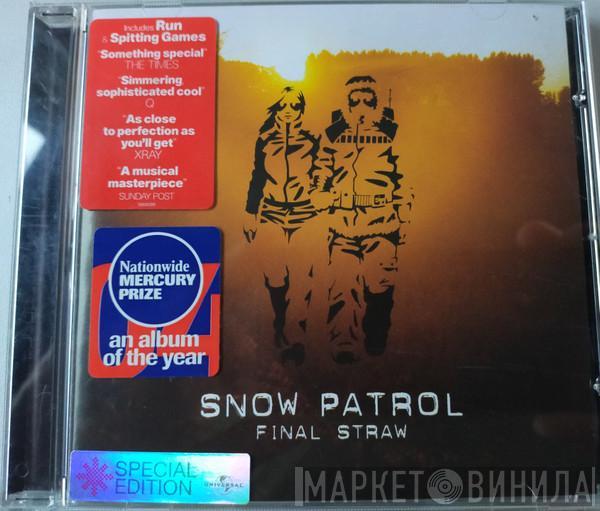 Includes Run
& Spitting Games
"Something special"
THE TIMES
"Simmering,
sophisticated cool"
Q
"As close
to perfection as
you'll get"
XRAY
"A musical
masterpiece"
SUNDAY POST
Nationwide
MERCURY
PRIZE
an album
of the year
SNOW PATROL
FINAL STRAW
SPECIAL
EDITION
UNIVERSAL
МАРКЕТ ВИНИЛА